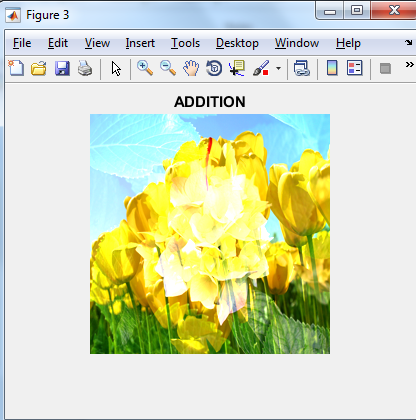 Figure 3
File Edit View Insert Tools Desktop Window Help
ADDITION